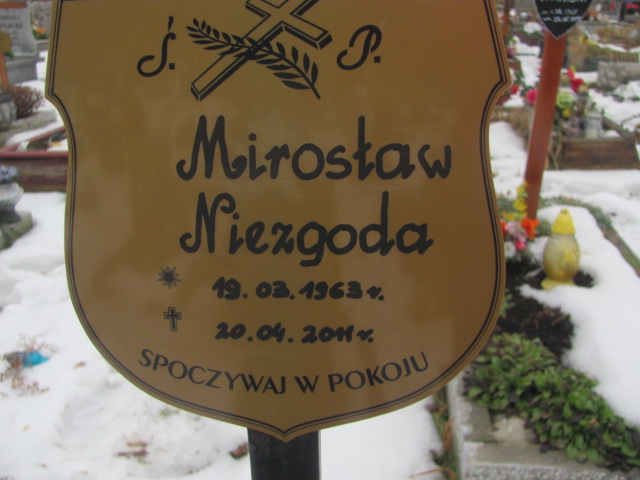 Ś. P.
Mirosław
Niezgoda
19.03.1963 r.
20.04.2011 r.
SPOCZYWAJ W POKOJU